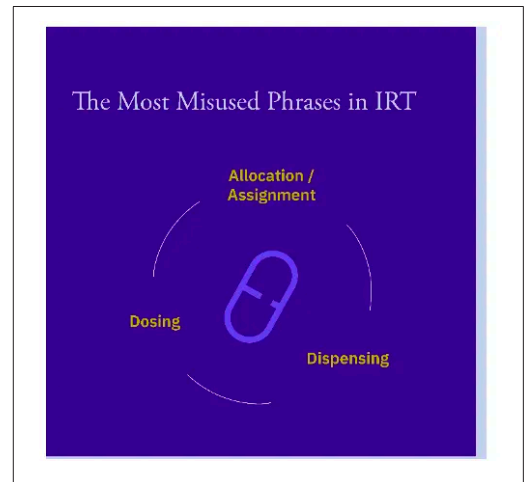 The Most Misused Phrases in IRT
Allocation /
Assignment
Dosing
Dispensing